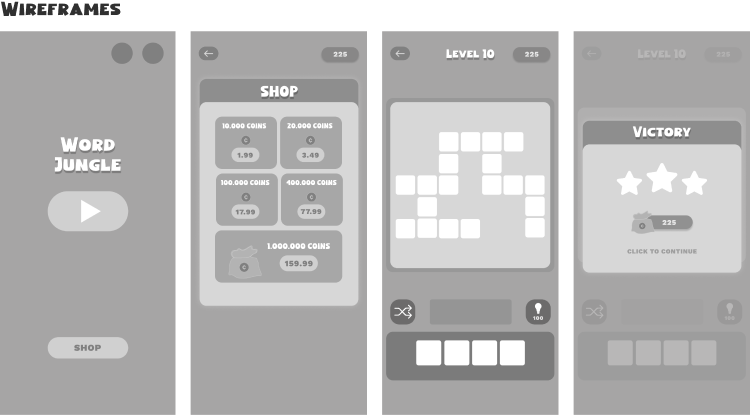 Wireframes
Word
Jungle
SHOP
225
SHOP
10.000 COINS
20.000 COINS
1.99
3.49
100.000 COINS
400.000 COINS
17.99
77.99
1.000.000 COINS
159.99
LEVEL 10
225
100
LEVEL 10
225
VICTORY
225
CLICK TO CONTINUE
100